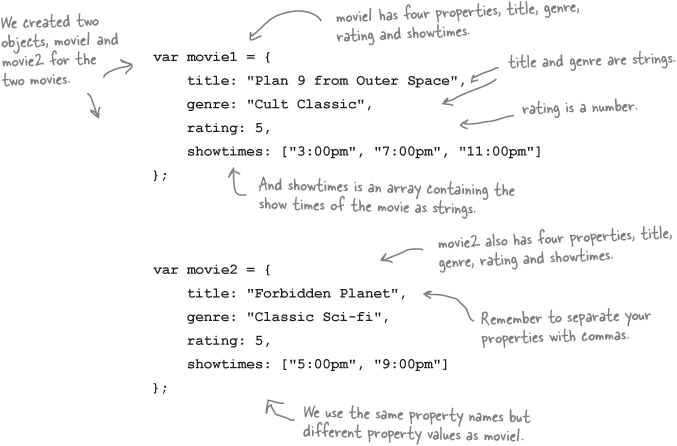 We created two
objects, movie1 and
movie2 for the
two movies.
movie1 has four properties, title, genre,
rating and showtimes.
var movie1 = {
title: "Plan 9 from Outer Space",
title and genre are strings.
genre: "Cult Classic",
rating: 5,
rating is a number.
showtimes: ["3:00pm", "7:00pm", "11:00pm"]
};
And showtimes is an array containing the
show times of the movie as strings.
movie2 also has four properties, title,
genre, rating and showtimes.
var movie2 = {
title: "Forbidden Planet",
genre: "Classic Sci-fi",
Remember to separate your
properties with commas.
rating: 5,
showtimes: ["5:00pm", "9:00pm"]
};
We use the same property names but
different property values as movie1.